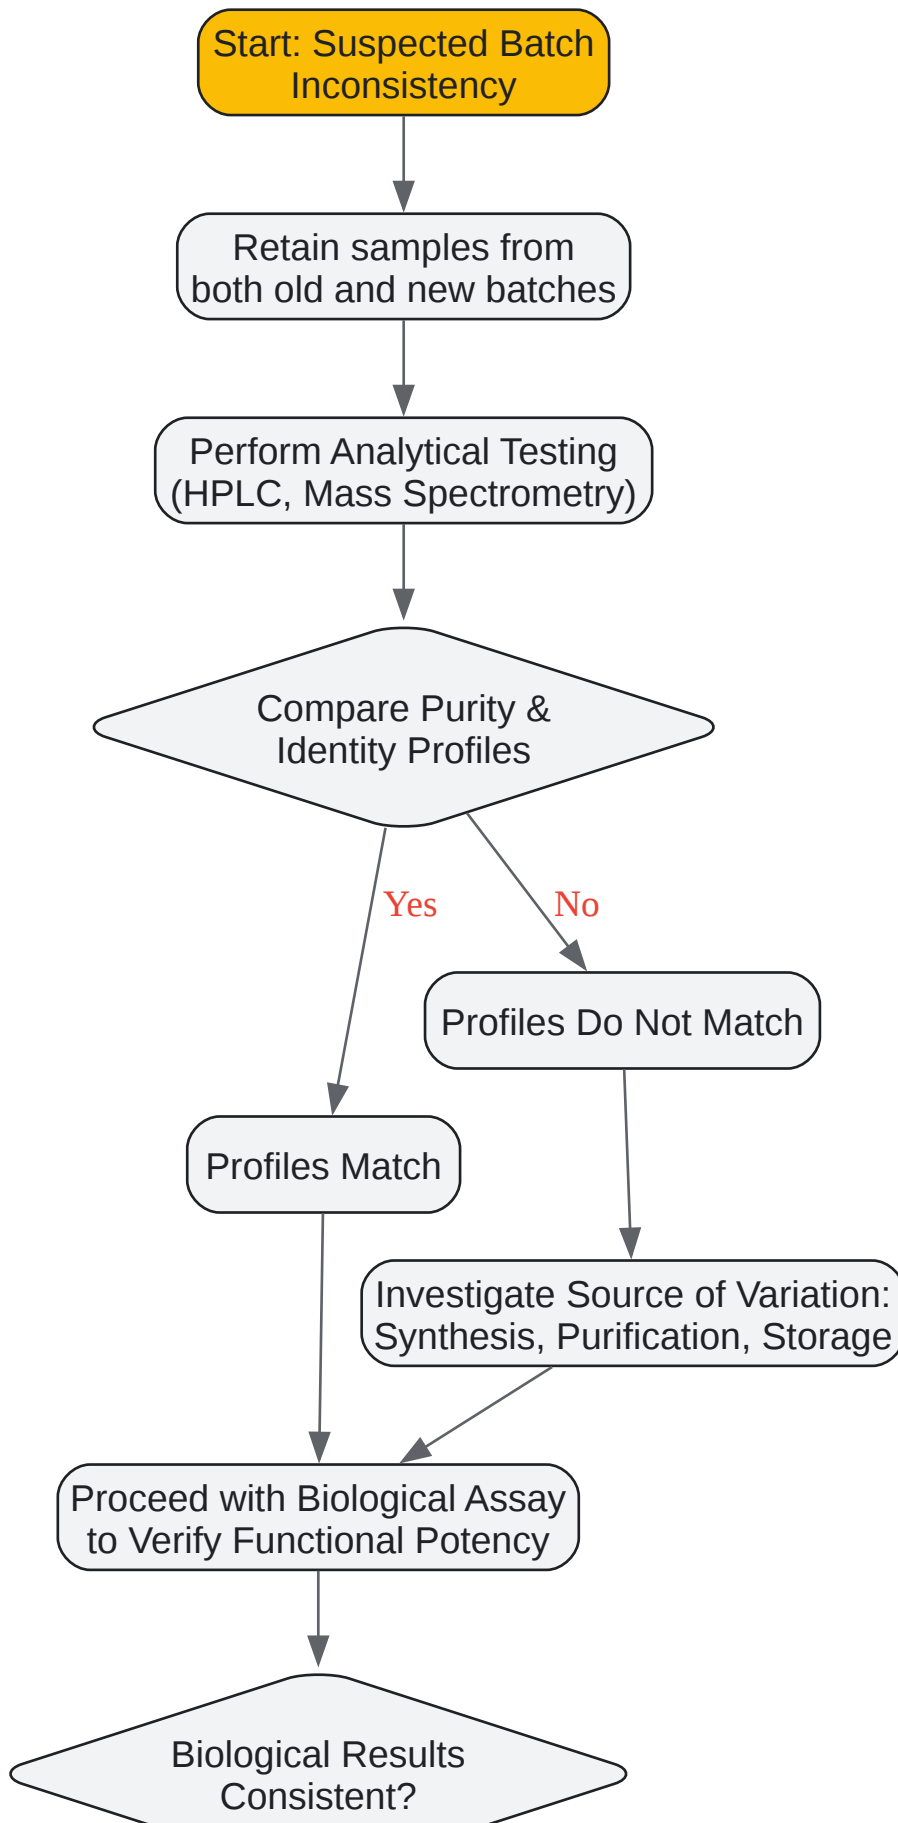 Start: Suspected Batch
Inconsistency
Retain samples from
both old and new batches
Perform Analytical Testing
(HPLC, Mass Spectrometry)
Compare Purity &
Identity Profiles
Yes
No
Profiles Do Not Match
Profiles Match
Investigate Source of Variation:
Synthesis, Purification, Storage
Proceed with Biological Assay
to Verify Functional Potency
Biological Results
Consistent?